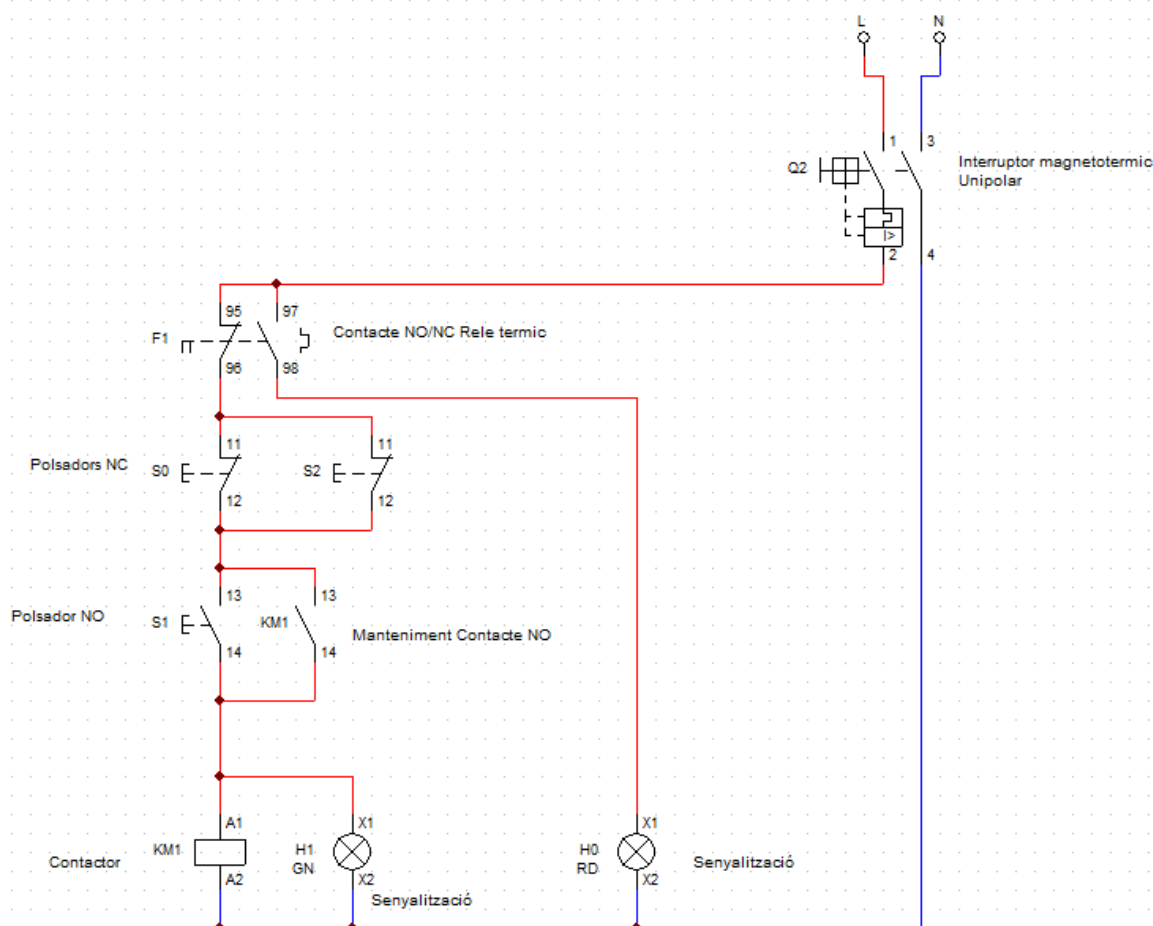 L
N
1
3
Q2
Interruptor magnetotermic
Unipolar
I>
2
4
95
97
F1
Contacte NO/NC Rele termic
96
98
11
11
Polsadors NC
S0
S2
12
12
13
13
Polsador NO
S1
KM1
Manteniment Contacte NO
14
14
A1
X1
X1
KM1
H1
GN
H0
RD
Contactor
Senyalització
A2
X2
X2
Senyalització